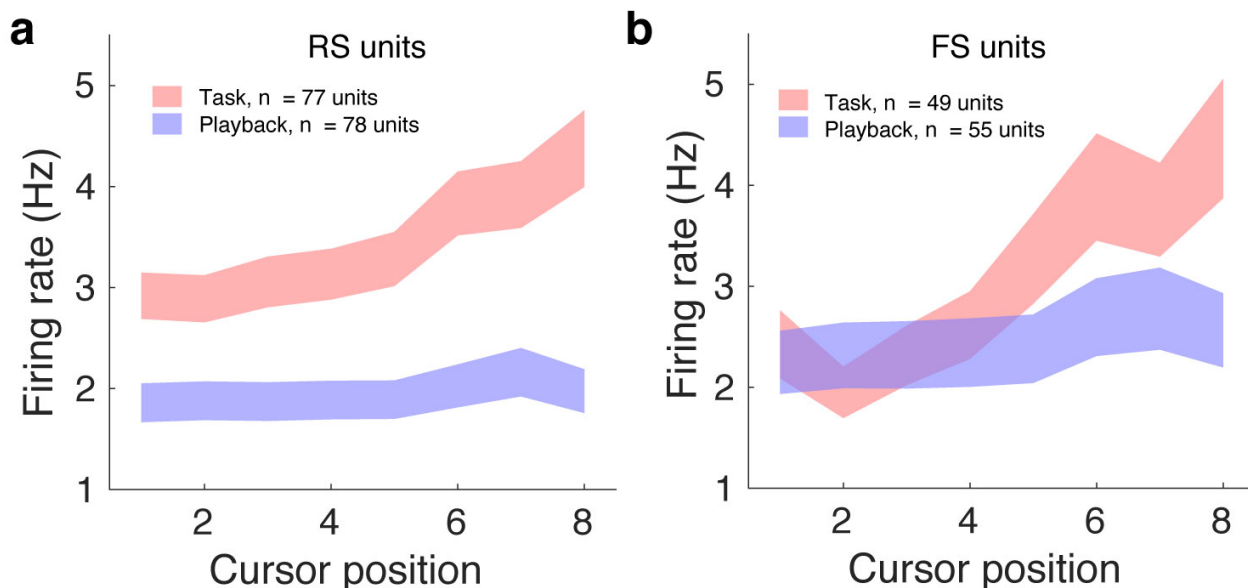 a
RS units
Task, n = 77 units
Playback, n = 78 units
5
4
3
2
1
Firing rate (Hz)
2 4 6 8
Cursor position
b
FS units
Task, n = 49 units
Playback, n = 55 units
5
4
3
2
1
Firing rate (Hz)
2 4 6 8
Cursor position